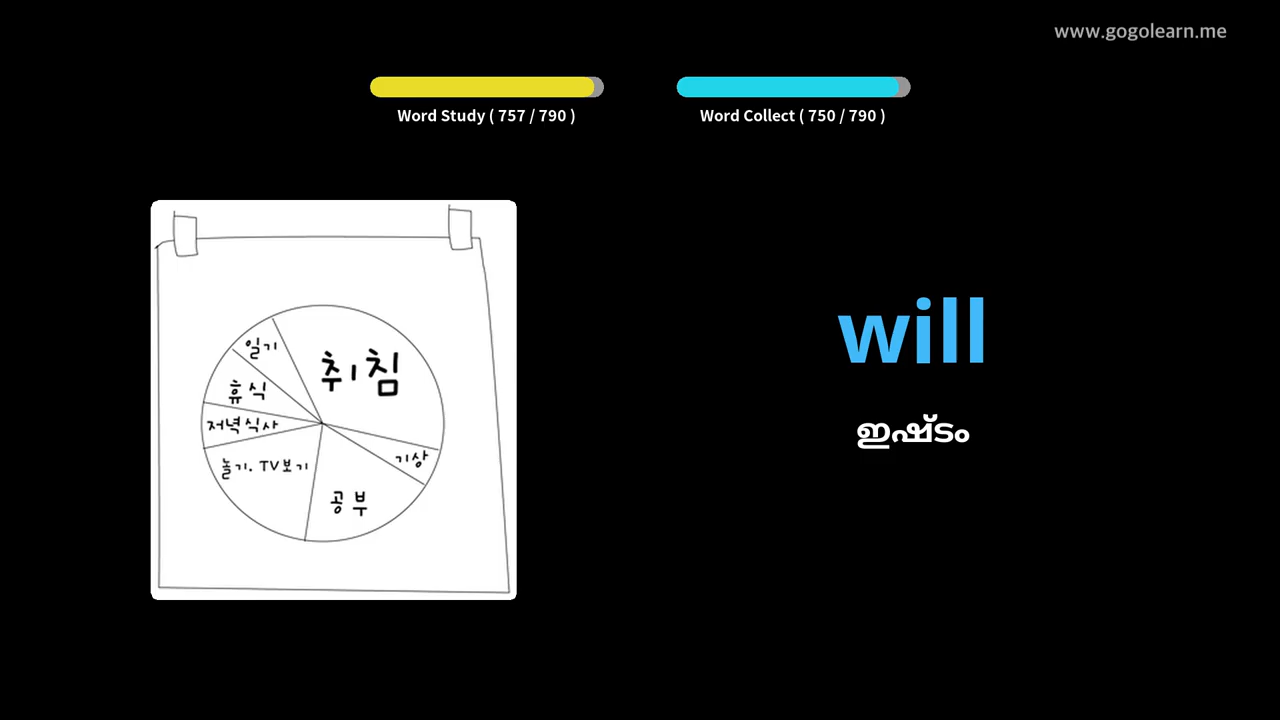 www.gogolearn.me
Word Study ( 757 / 790 )
Word Collect ( 750 / 790 )
일기
취침
휴식
저녁식사
놀기. TV보기
기상
공부
will
ഇഷ്ടം